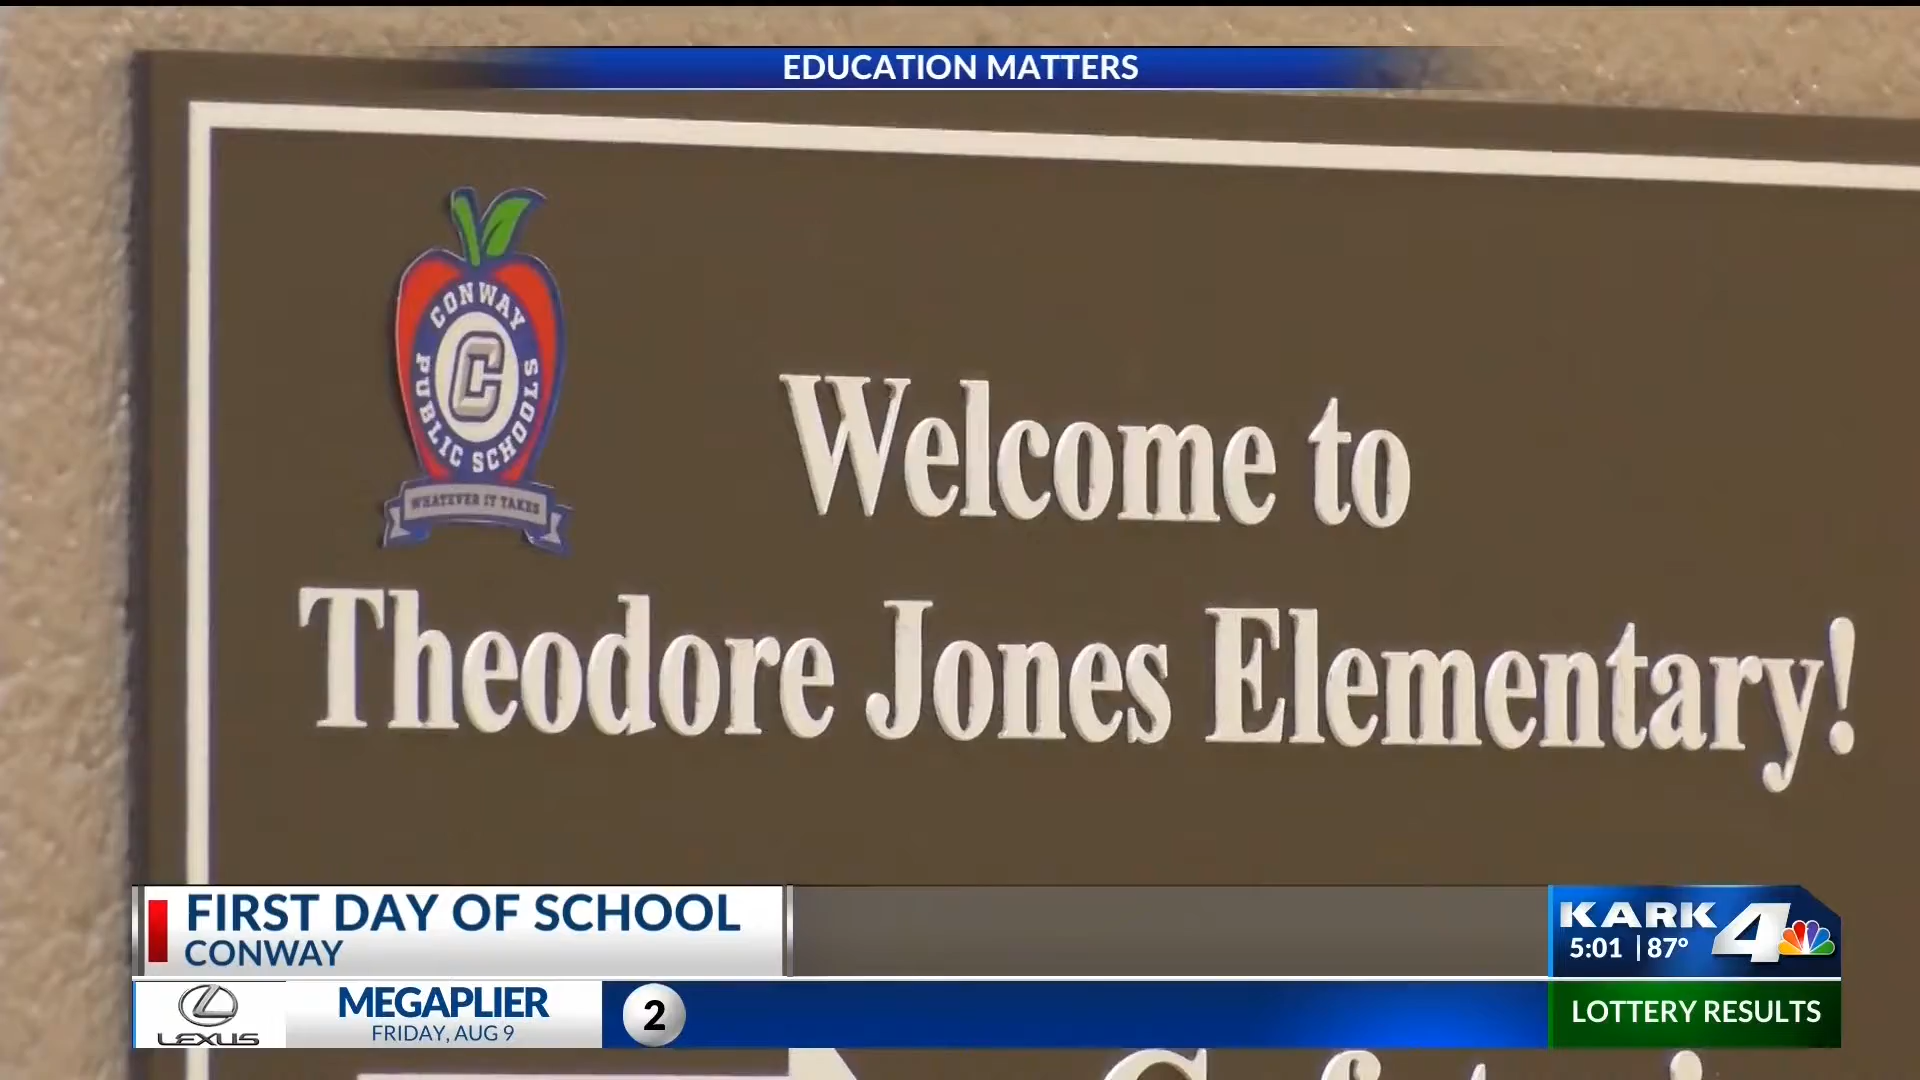 EDUCATION MATTERS
CONWAY
PUBLIC SCHOOLS
C
WHATEVER IT TAKES
Welcome to
Theodore Jones Elementary!
FIRST DAY OF SCHOOL
CONWAY
KARK 4
5:01 | 87°
LEXUS
MEGAPLIER
FRIDAY, AUG 9
2
LOTTERY RESULTS